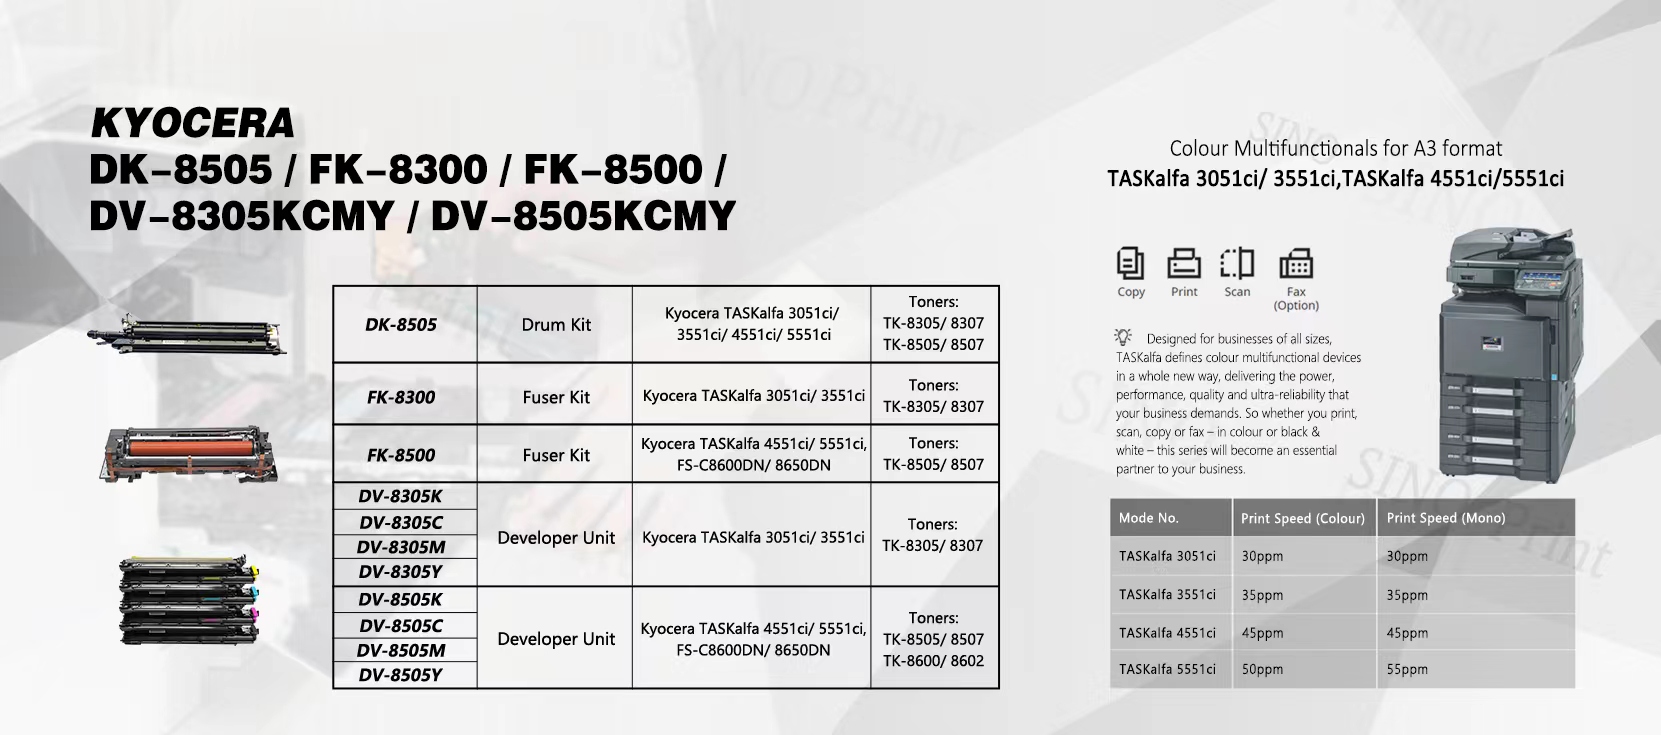 KYOCERA
DK-8505 / FK-8300 / FK-8500 /
DV-8305KCMY / DV-8505KCMY
DK-8505
Drum Kit
Kyocera TASKalfa 3051ci/
3551ci/ 4551ci/ 5551ci
Toners:
TK-8305/ 8307
TK-8505/ 8507
FK-8300
Fuser Kit
Kyocera TASKalfa 3051ci/ 3551ci
Toners:
TK-8305/ 8307
FK-8500
Fuser Kit
Kyocera TASKalfa 4551ci/ 5551ci,
FS-C8600DN/ 8650DN
Toners:
TK-8505/ 8507
DV-8305K
DV-8305C
DV-8305M
DV-8305Y
Developer Unit
Kyocera TASKalfa 3051ci/ 3551ci
Toners:
TK-8305/ 8307
DV-8505K
DV-8505C
DV-8505M
DV-8505Y
Developer Unit
Kyocera TASKalfa 4551ci/ 5551ci,
FS-C8600DN/ 8650DN
Toners:
TK-8505/ 8507
TK-8600/ 8602
Colour Multifunctionals for A3 format
TASKalfa 3051ci/ 3551ci,TASKalfa 4551ci/5551ci
Copy Print Scan Fax
(Option)
Designed for businesses of all sizes,
TASKalfa defines colour multifunctional devices
in a whole new way, delivering the power,
performance, quality and ultra-reliability that
your business demands. So whether you print,
scan, copy or fax – in colour or black &
white – this series will become an essential
partner to your business.
Mode No. Print Speed (Colour) Print Speed (Mono)
TASKalfa 3051ci 30ppm 30ppm
TASKalfa 3551ci 35ppm 35ppm
TASKalfa 4551ci 45ppm 45ppm
TASKalfa 5551ci 50ppm 55ppm
SINO Print
SINO Print